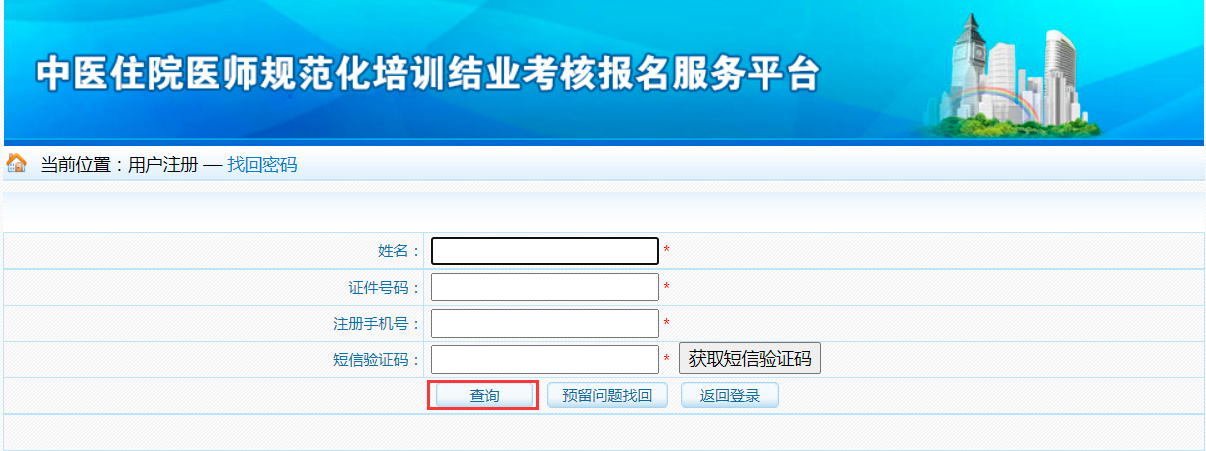 中医住院医师规范化培训结业考核报名服务平台
当前位置：用户注册 — 找回密码
姓名： *
证件号码： *
注册手机号： *
短信验证码： * 获取短信验证码
查询 预留问题找回 返回登录